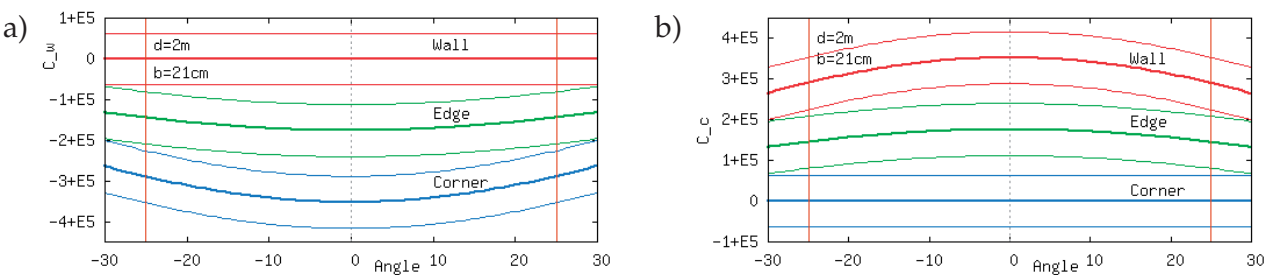 a)
C_w
1+E5
0
-1+E5
-2+E5
-3+E5
-4+E5
d=2m
b=21cm
Wall
Edge
Corner
-30 -20 -10 0 10 20 30
Angle
b)
C_c
4+E5
3+E5
2+E5
1+E5
0
-1+E5
d=2m
b=21cm
Wall
Edge
Corner
-30 -20 -10 0 10 20 30
Angle